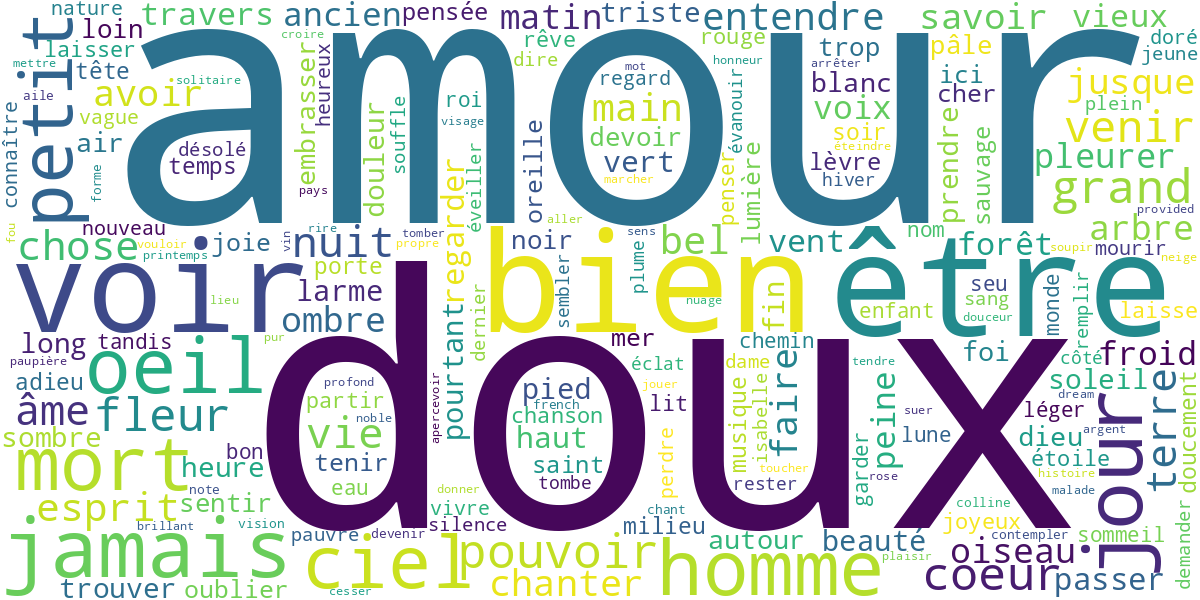 nature
travers
ancien
pensée
matin
triste
entendre
savoir
vieux
loin
laisser
petit
amour
croire
rêve
dire
rouge
honneur
trop
arrêter
pâle
doré
jeune
mettre
tête
solitaire
heureux
mot
regard
blanc
ici
cher
jusque
aile
avoir
vague
embrasser
roi
main
évanouir
voix
plein
connaître
air
désolé
temps
douleur
souffle
visage
oreille
devoir
vert
soir
éteindre
lèvre
hiver
venir
pleurer
forme
pays
éveiller
marcher
penser
lumière
prendre
sauvage
grand
fou
nouveau
chose
vouloir
printemps
joie
vin
rire
nuit
tomber
propre
regarder
aller
noir
sens
bel
vent
nom
forêt
arbre
provided
mourir
soupir
neige
voir
porte
larme
lieu
ombre
pourtant
dernier
bien
sembler
plume
nuage
fin
être
enfant
seu
sang
douceur
monde
remplir
laisse
long
tandis
pur
paupière
oeil
adieu
âme
fleur
doux
mer
éclat
chemin
dame
faire
tendre
foi
côté
froid
soleil
dream
profond
partir
noble
vie
apercevoir
pied
french
chanson
haut
jouer
lit
musique
isabelle
peine
suer
lune
léger
dieu
argent
étoile
terre
jour
doucement
sombre
mort
bon
heure
tenir
saint
tombe
perdre
toucher
rester
garder
rose
histoire
malade
esprit
note
sentir
eau
donner
vivre
chant
colline
brillant
vision
pauvre
devenir
silence
milieu
joyeux
contempler
sommeil
demander
jamais
ciel
pouvoir
autour
beauté
plaisir
oiseau
trouver
oublier
cesser
chanter
homme
coeur
passer